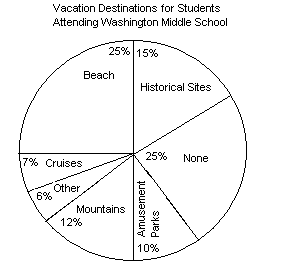 Vacation Destinations for Students
Attending Washington Middle School
25%
15%
Beach
Historical Sites
7%
Cruises
25%
None
6%
Other
12%
Mountains
Amusement
Parks
10%